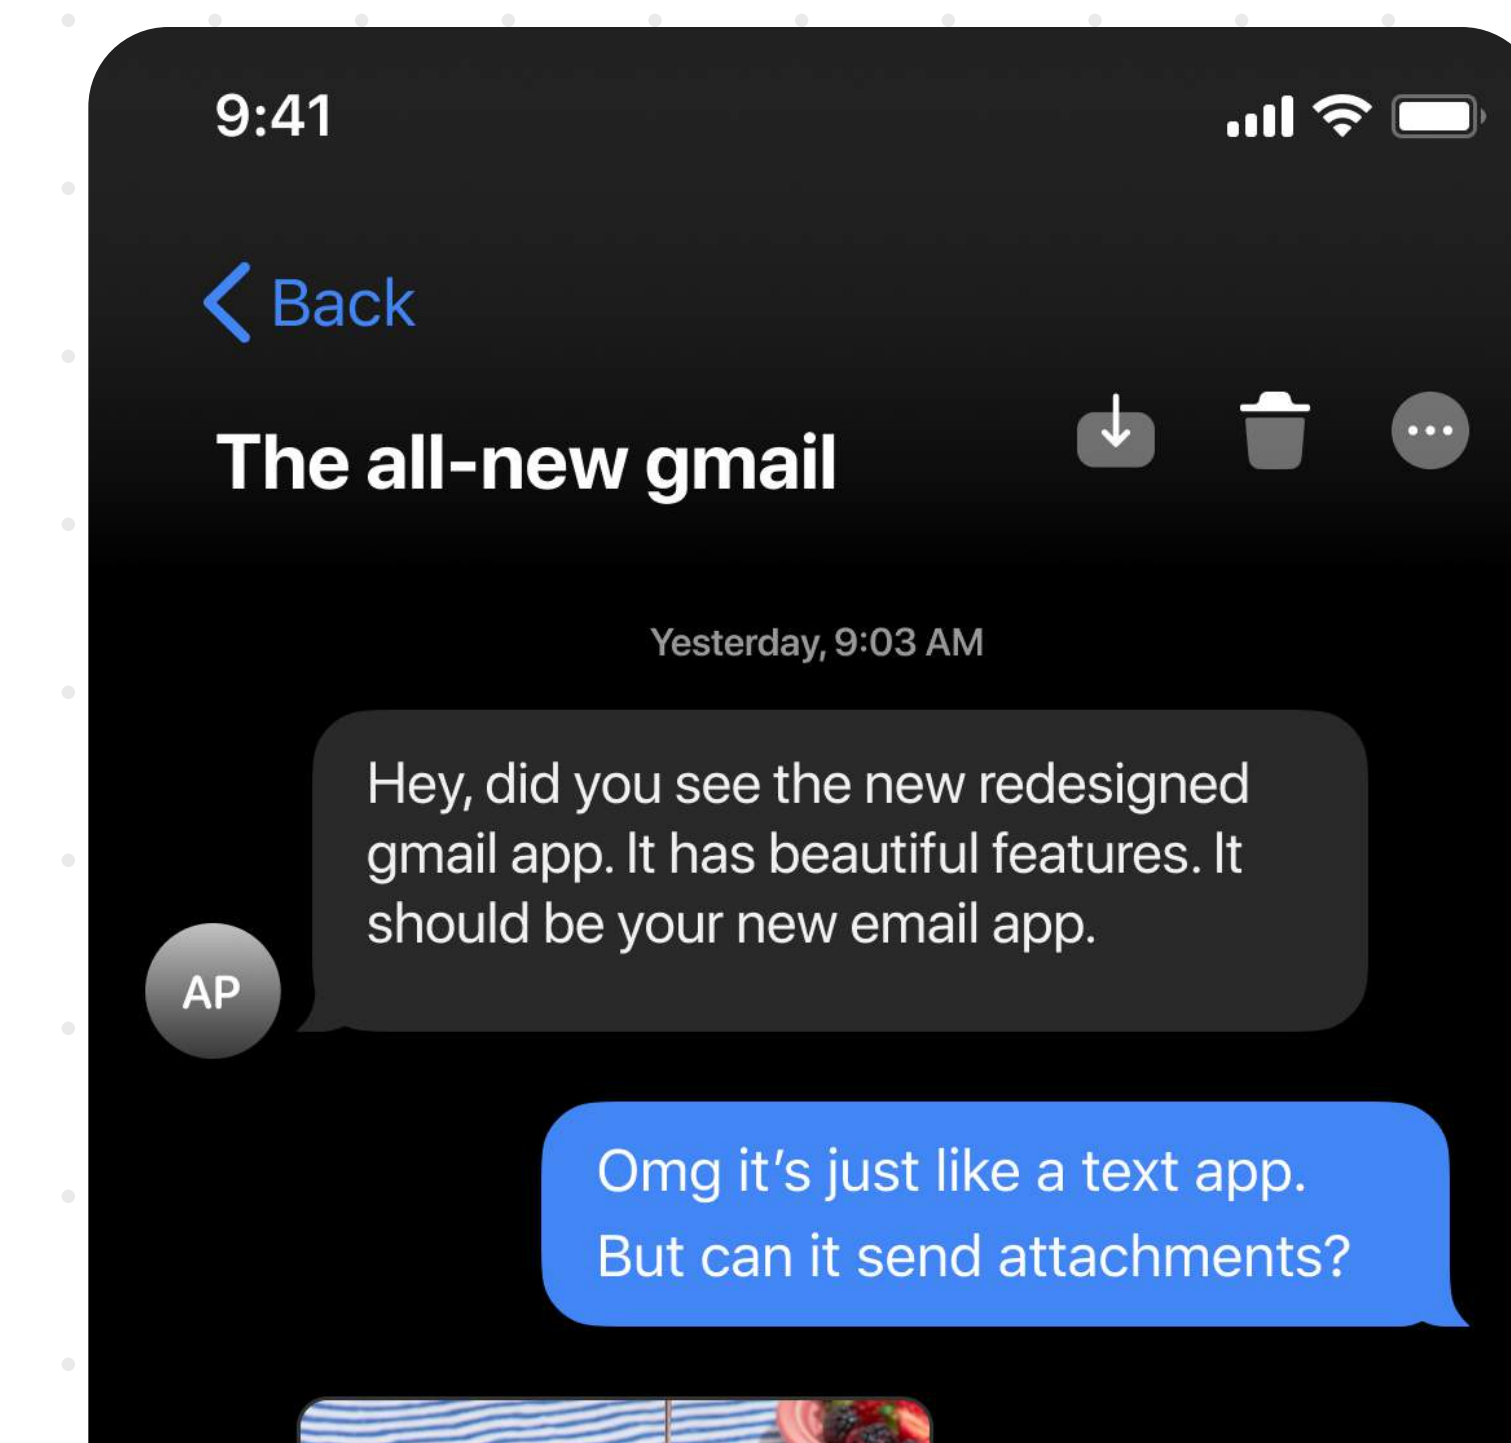 9:41
Back
The all-new gmail
Yesterday, 9:03 AM
Hey, did you see the new redesigned
gmail app. It has beautiful features. It
should be your new email app.
AP
Omg it’s just like a text app.
But can it send attachments?